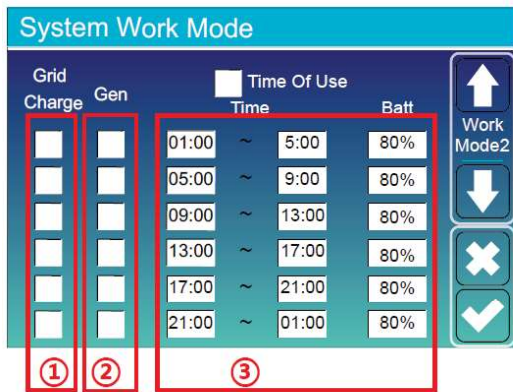 System Work Mode
Grid Charge
Gen
Time Of Use
Time
Batt
01:00 ~ 5:00 80%
05:00 ~ 9:00 80%
09:00 ~ 13:00 80%
13:00 ~ 17:00 80%
17:00 ~ 21:00 80%
21:00 ~ 01:00 80%
Work
Mode2
① ② ③